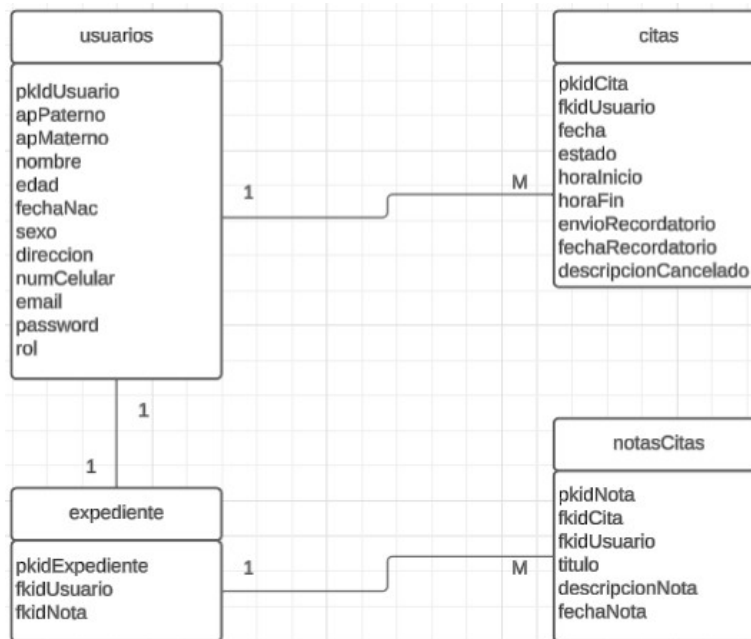 usuarios
pkIdUsuario
apPaterno
apMaterno
nombre
edad
fechaNac
sexo
direccion
numCelular
email
password
rol
1
M
citas
pkidCita
fkidUsuario
fecha
estado
horaInicio
horaFin
envioRecordatorio
fechaRecordatorio
descripcionCancelado
1
1
expediente
pkidExpediente
fkidUsuario
fkidNota
1
M
notasCitas
pkidNota
fkidCita
fkidUsuario
titulo
descripcionNota
fechaNota